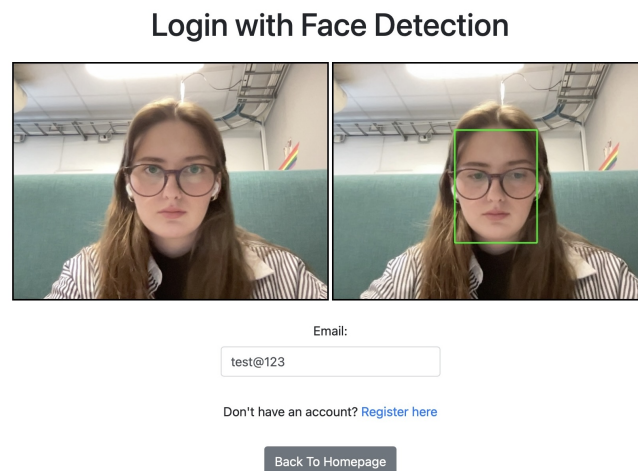 Login with Face Detection
Email:
test@123
Don't have an account? Register here
Back To Homepage